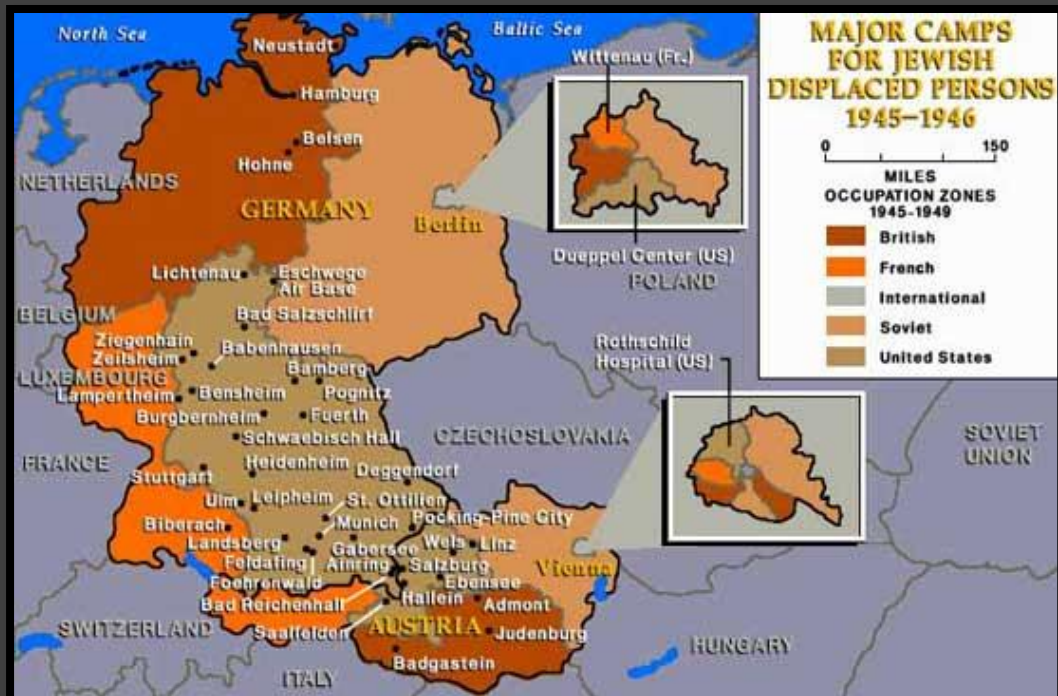 North Sea
Baltic Sea
MAJOR CAMPS
FOR JEWISH
DISPLACED PERSONS
1945–1946
0 150
MILES
OCCUPATION ZONES
1945-1949
British
French
International
Soviet
United States
Neustadt
Hamburg
Belsen
Hohne
NETHERLANDS
GERMANY
Berlin
Wittenau (Fr.)
Dueppel Center (US)
POLAND
Lichtenau
Eschwege
Air Base
BELGIUM
Bad Salzschlirf
Ziegenhain
Zeilsheim
Babenhausen
LUXEMBOURG
Bamberg
Lampertheim
Bensheim
Pognitz
Burgbernheim
Fuerth
Schwaebisch Hall
CZECHOSLOVAKIA
Rothschild
Hospital (US)
SOVIET
UNION
FRANCE
Stuttgart
Heidenheim
Deggendorf
Ulm
Leipheim
St. Ottilien
Biberach
Munich
Pocking-Pine City
Landsberg
Gabersee
Wels
Linz
Feldafing
Ainring
Salzburg
Vienna
Foehrenwald
Ebensee
Bad Reichenhall
Hallein
Admont
Saalfelden
AUSTRIA
Judenburg
SWITZERLAND
Badgastein
HUNGARY
ITALY